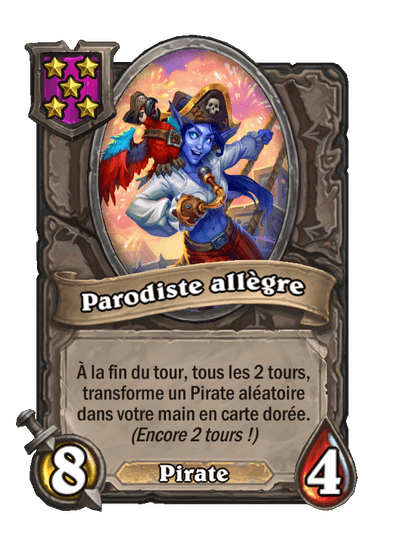 Parodiste allègre
À la fin du tour, tous les 2 tours,
transforme un Pirate aléatoire
dans votre main en carte dorée.
(Encore 2 tours !)
8
Pirate
4